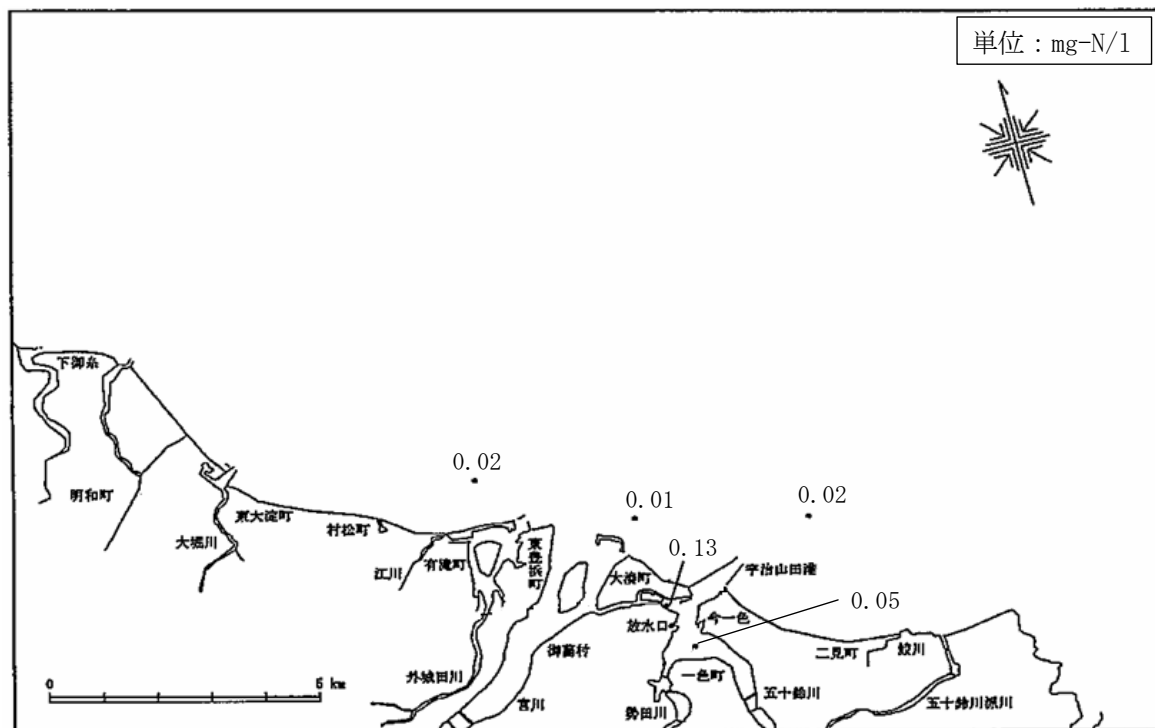 単位：mg-N/l
下御糸
明和町
大堀川
東大淀町
村松町
江川
有滝町
東豊浜町
0.02
0.01
0.02
0.13
0.05
大湊町
宇治山田港
放水口
今一色
御薗村
一色町
二見町
鮫川
外城田川
宮川
勢田川
五十鈴川
五十鈴川派川
0
6 km